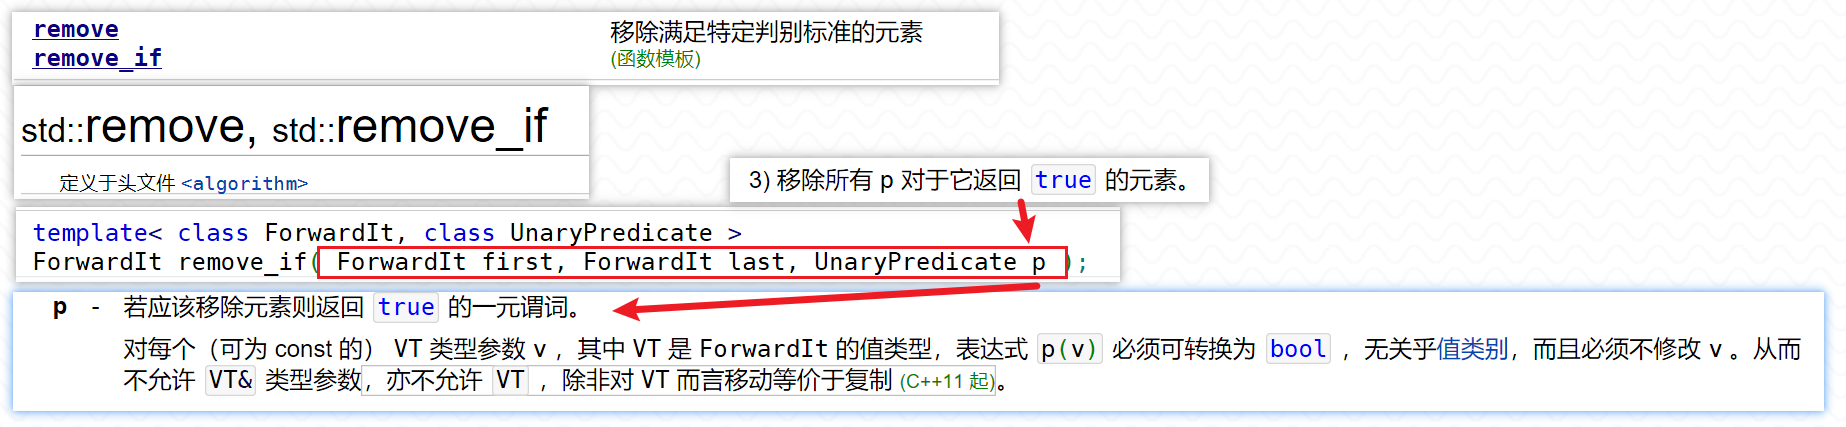 remove 移除满足特定判别标准的元素
remove_if (函数模板)
std::remove, std::remove_if
定义于头文件 <algorithm>
3) 移除所有 p 对于它返回 true 的元素。
template< class ForwardIt, class UnaryPredicate >
ForwardIt remove_if( ForwardIt first, ForwardIt last, UnaryPredicate p );
p - 若应该移除元素则返回 true 的一元谓词。
对每个（可为 const 的） VT 类型参数 v ，其中 VT 是 ForwardIt 的值类型，表达式 p(v) 必须可转换为 bool ，无关乎值类别，而且必须不修改 v 。从而
不允许 VT& 类型参数，亦不允许 VT ，除非对 VT 而言移动等价于复制 (C++11 起)。